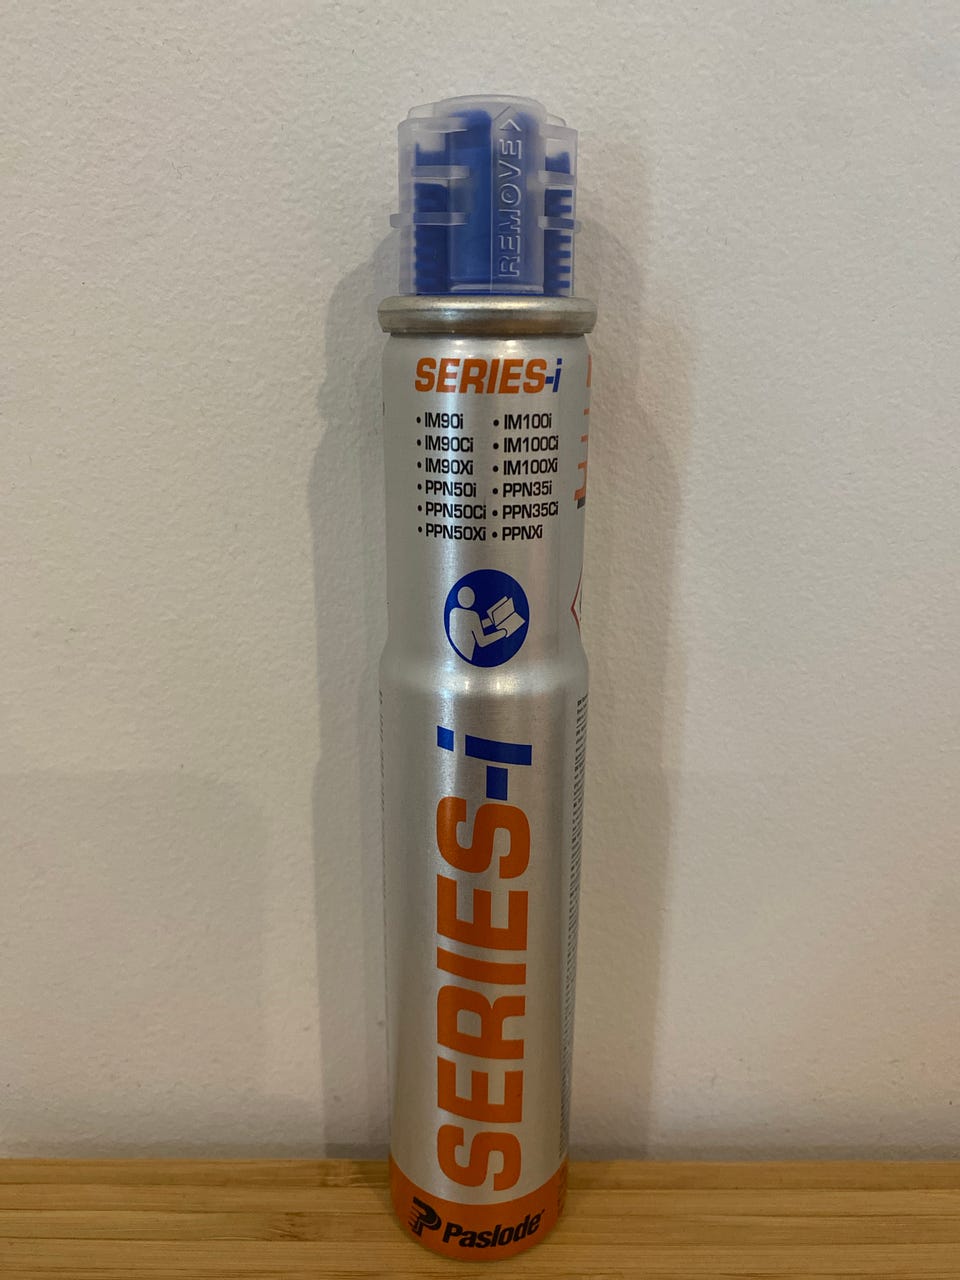 REMOVE >
SERIES-i
• IM90i • IM100i
• IM90Ci • IM100Ci
• IM90Xi • IM100Xi
• PPN50i • PPN35i
• PPN50Ci • PPN35Ci
• PPN50Xi • PPNXi
SERIES-i
Paslode